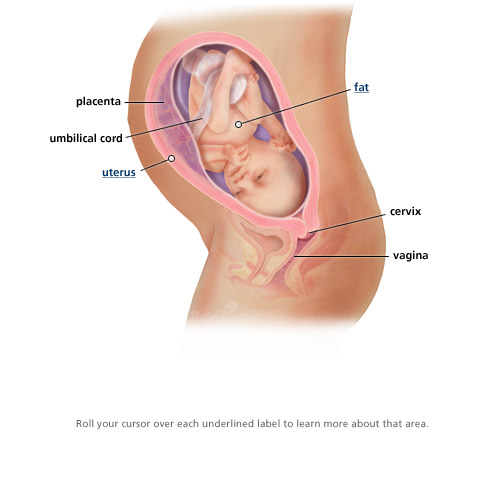 fat
placenta
umbilical cord
uterus
cervix
vagina
Roll your cursor over each underlined label to learn more about that area.